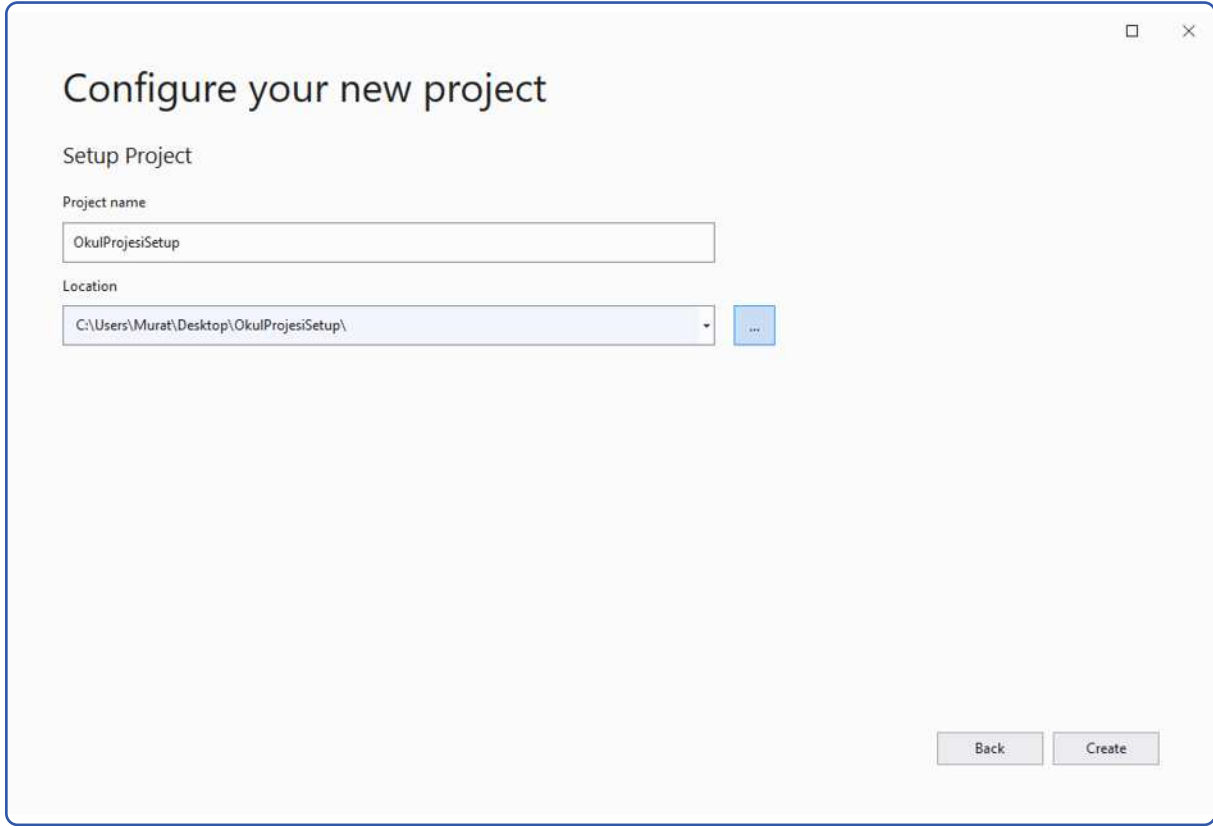 Configure your new project
Setup Project
Project name
OkulProjesiSetup
Location
C:\Users\Murat\Desktop\OkulProjesiSetup\
...
Back Create